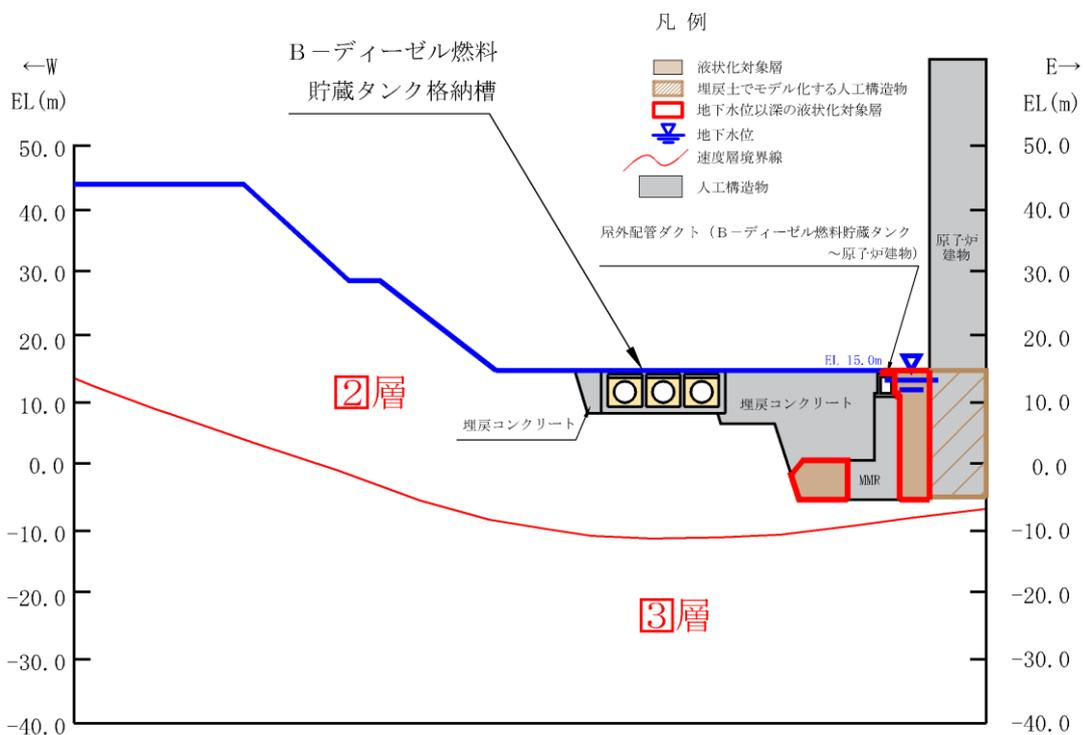 凡 例
液状化対象層
埋戻土でモデル化する人工構造物
地下水位以深の液状化対象層
地下水位
速度層境界線
人工構造物
B－ディーゼル燃料
貯蔵タンク格納槽
←W
EL(m)
E→
EL(m)
50.0
40.0
30.0
20.0
10.0
0.0
-10.0
-20.0
-30.0
-40.0
屋外配管ダクト（B－ディーゼル燃料貯蔵タンク
～原子炉建物）
原子炉
建物
EL 15.0m
②層
埋戻コンクリート
埋戻コンクリート
MMR
③層
50.0
40.0
30.0
20.0
10.0
0.0
-10.0
-20.0
-30.0
-40.0